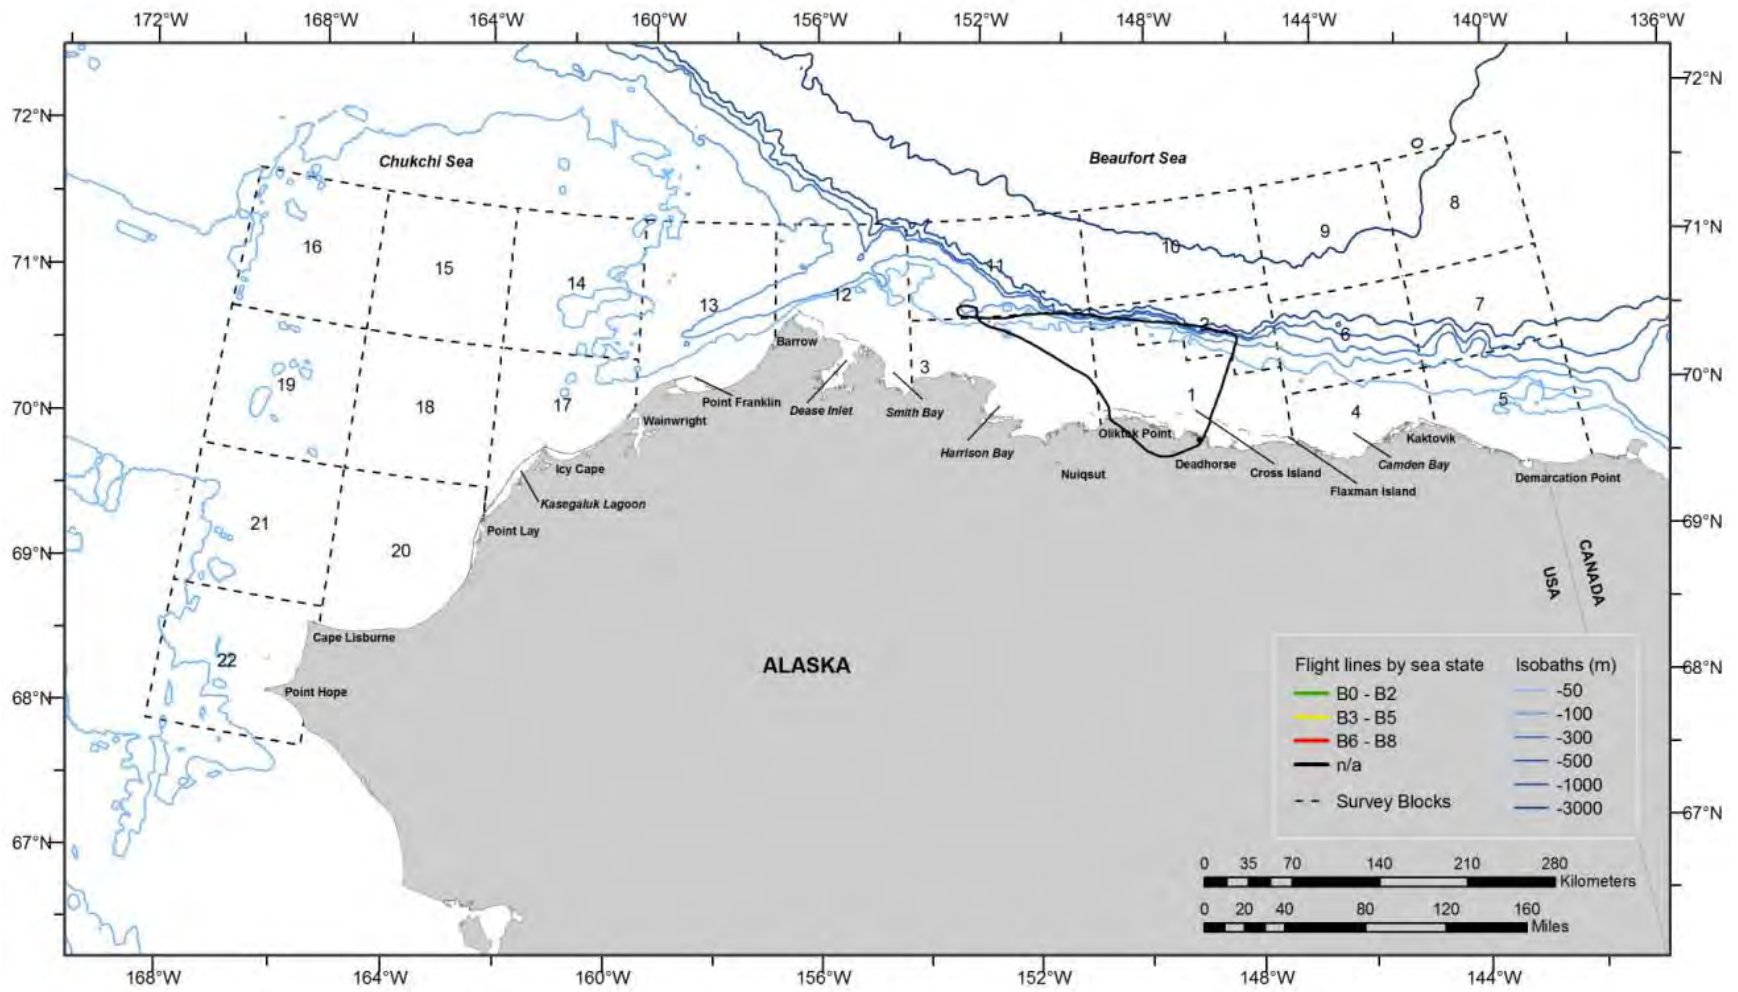 172°W 168°W 164°W 160°W 156°W 152°W 148°W 144°W 140°W 136°W
72°N
72°N
Chukchi Sea
Beaufort Sea
8
71°N
9
16
10
71°N
15
11
14
12
13
7
2
6
Barrow
3
70°N
19
Point Franklin
Dease Inlet
Smith Bay
1
4
5
18
17
70°N
Wainwright
Oliktok Point
Kaktovik
Harrison Bay
Icy Cape
Nuiqsut
Deadhorse
Cross Island
Camden Bay
Flaxman Island
Demarcation Point
Kasegaluk Lagoon
21
69°N
Point Lay
20
69°N
CANADA
USA
Cape Lisburne
22
ALASKA
68°N
Point Hope
68°N
Flight lines by sea state
B0 - B2
B3 - B5
B6 - B8
n/a
Survey Blocks
Isobaths (m)
-50
-100
-300
-500
-1000
-3000
67°N
67°N
0 35 70 140 210 280
Kilometers
0 20 40 80 120 160
Miles
168°W 164°W 160°W 156°W 152°W 148°W 144°W